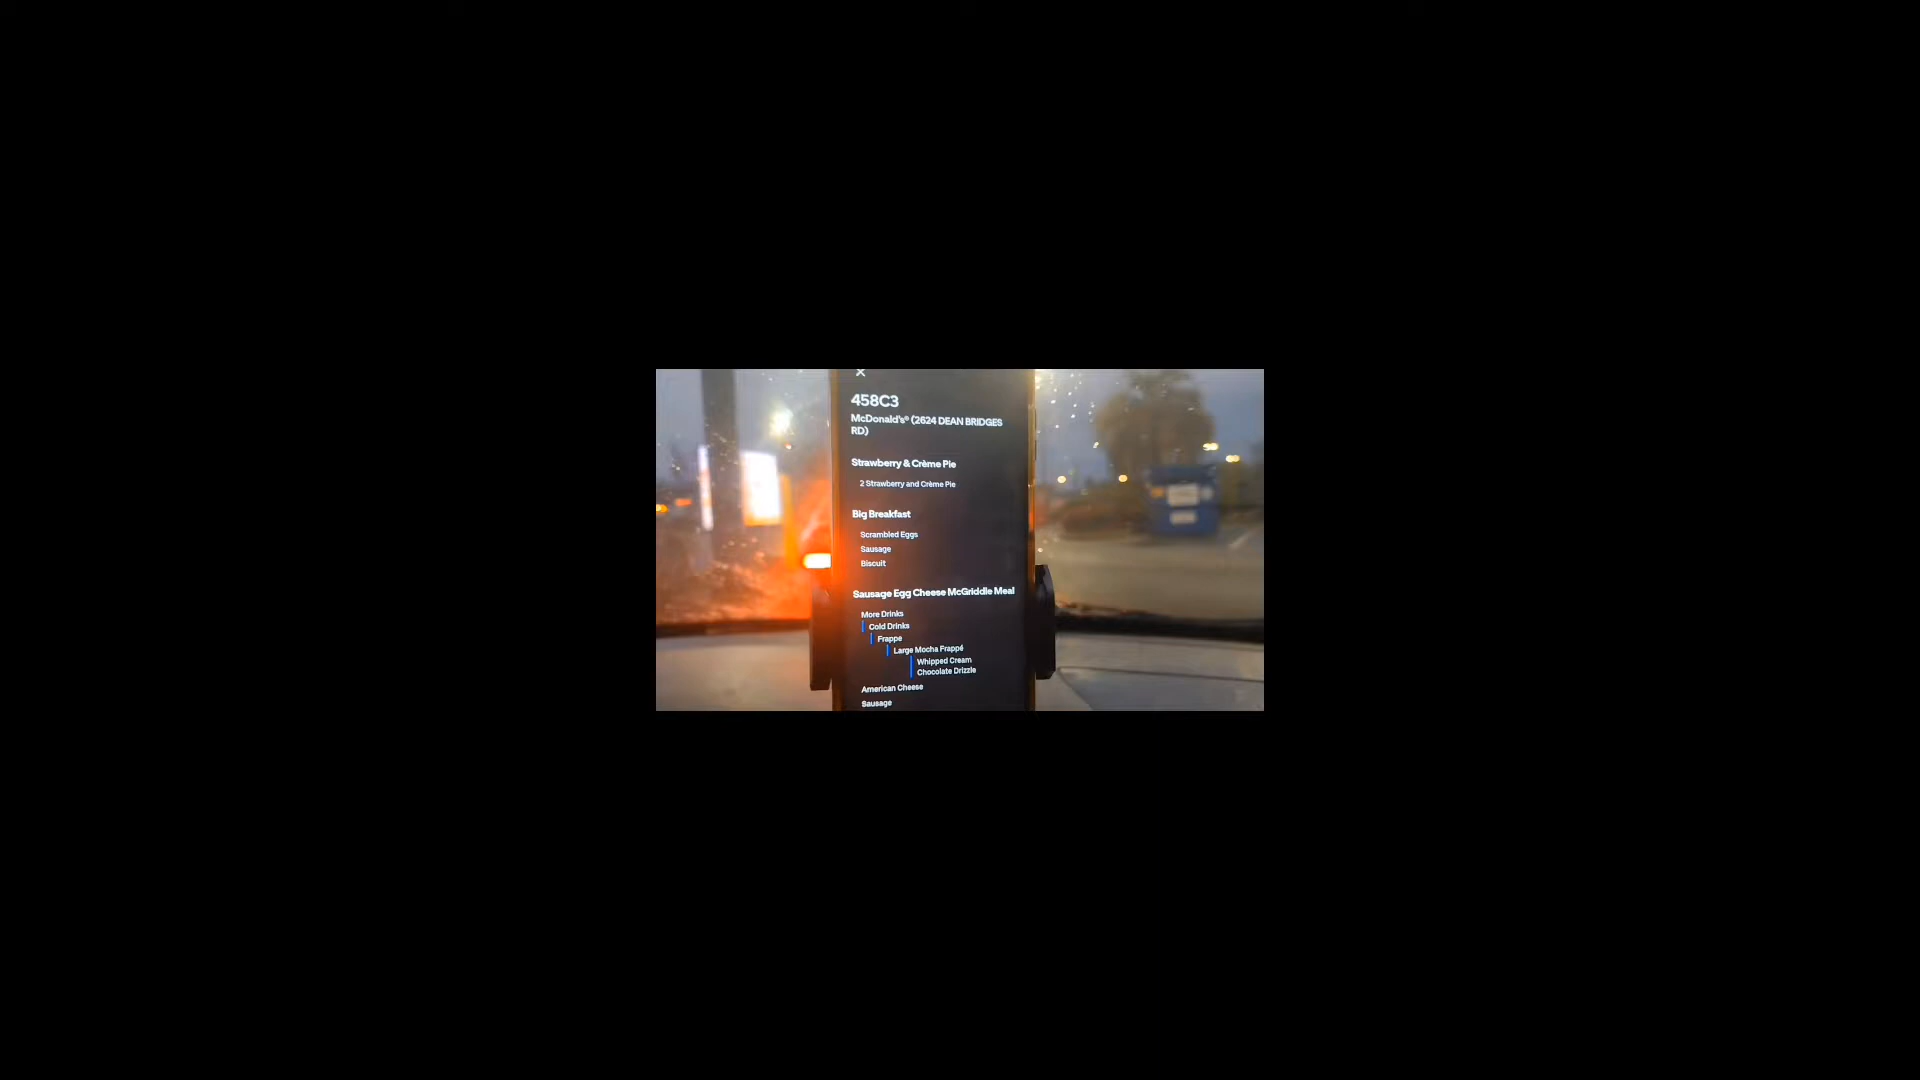 ×
458C3
McDonald's® (2624 DEAN BRIDGES
RD)
Strawberry & Crème Pie
2 Strawberry and Crème Pie
Big Breakfast
Scrambled Eggs
Sausage
Biscuit
Sausage Egg Cheese McGriddle Meal
More Drinks
Cold Drinks
Frappe
Large Mocha Frappé
Whipped Cream
Chocolate Drizzle
American Cheese
Sausage